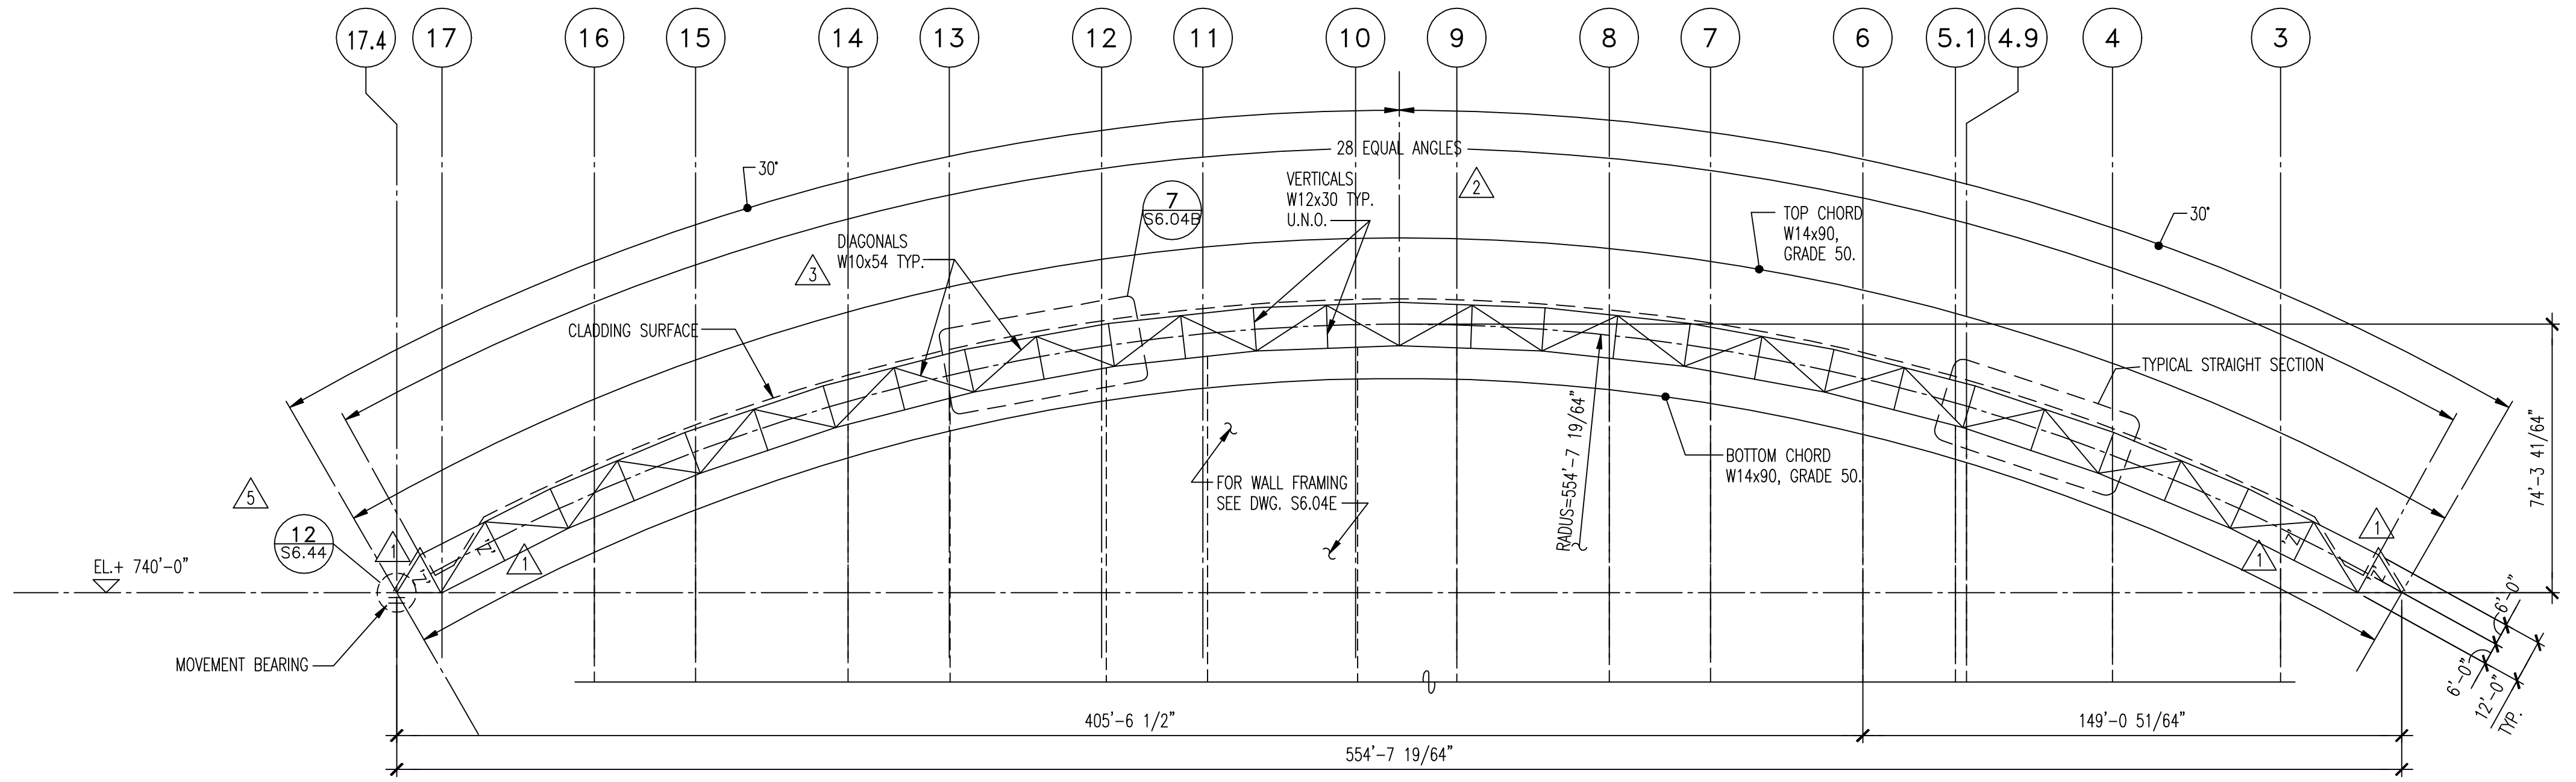 17.4 17 16 15 14 13 12 11 10 9 8 7 6 5.1 4.9 4 3
28 EQUAL ANGLES
30°
30°
7
S6.04B
VERTICALS
W12x30 TYP.
U.N.O.
2
TOP CHORD
W14x90,
GRADE 50.
DIAGONALS
W10x54 TYP.
3
CLADDING SURFACE
TYPICAL STRAIGHT SECTION
RADUS=554'-7 19/64"
74'-3 41/64"
BOTTOM CHORD
W14x90, GRADE 50.
FOR WALL FRAMING
SEE DWG. S6.04E
5
12
S6.44
1
1
1
1
EL.+ 740'-0"
MOVEMENT BEARING
6'-0"
6'-0"
12'-0"
TYP.
405'-6 1/2"
149'-0 51/64"
554'-7 19/64"